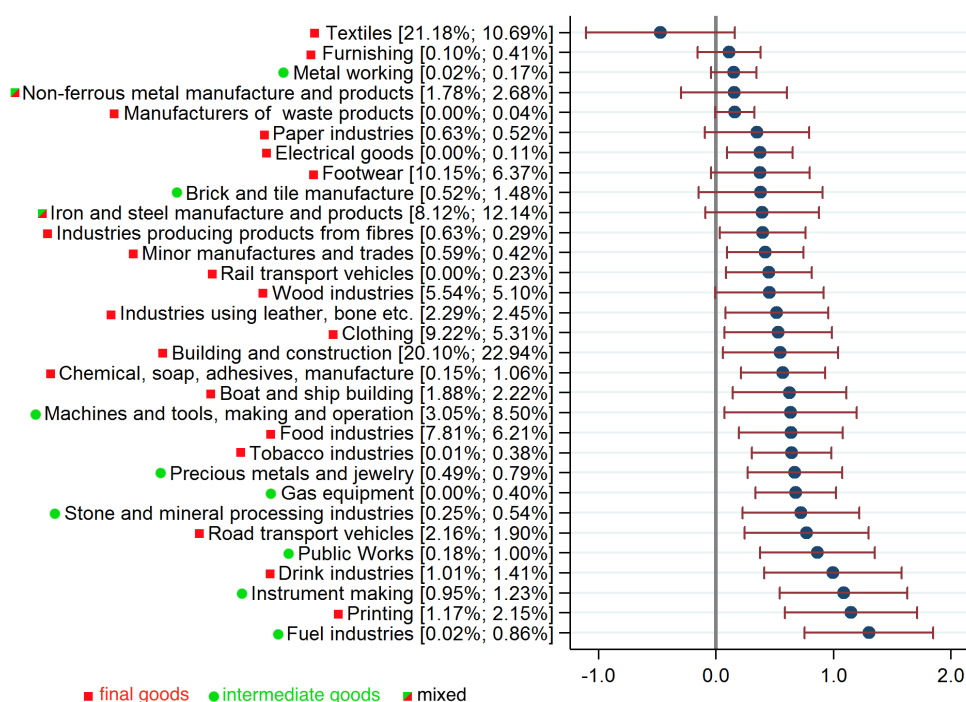 Textiles [21.18%; 10.69%]
Furnishing [0.10%; 0.41%]
Metal working [0.02%; 0.17%]
Non-ferrous metal manufacture and products [1.78%; 2.68%]
Manufacturers of waste products [0.00%; 0.04%]
Paper industries [0.63%; 0.52%]
Electrical goods [0.00%; 0.11%]
Footwear [10.15%; 6.37%]
Brick and tile manufacture [0.52%; 1.48%]
Iron and steel manufacture and products [8.12%; 12.14%]
Industries producing products from fibres [0.63%; 0.29%]
Minor manufactures and trades [0.59%; 0.42%]
Rail transport vehicles [0.00%; 0.23%]
Wood industries [5.54%; 5.10%]
Industries using leather, bone etc. [2.29%; 2.45%]
Clothing [9.22%; 5.31%]
Building and construction [20.10%; 22.94%]
Chemical, soap, adhesives, manufacture [0.15%; 1.06%]
Boat and ship building [1.88%; 2.22%]
Machines and tools, making and operation [3.05%; 8.50%]
Food industries [7.81%; 6.21%]
Tobacco industries [0.01%; 0.38%]
Precious metals and jewelry [0.49%; 0.79%]
Gas equipment [0.00%; 0.40%]
Stone and mineral processing industries [0.25%; 0.54%]
Road transport vehicles [2.16%; 1.90%]
Public Works [0.18%; 1.00%]
Drink industries [1.01%; 1.41%]
Instrument making [0.95%; 1.23%]
Printing [1.17%; 2.15%]
Fuel industries [0.02%; 0.86%]
-1.0 0.0 1.0 2.0
final goods intermediate goods mixed